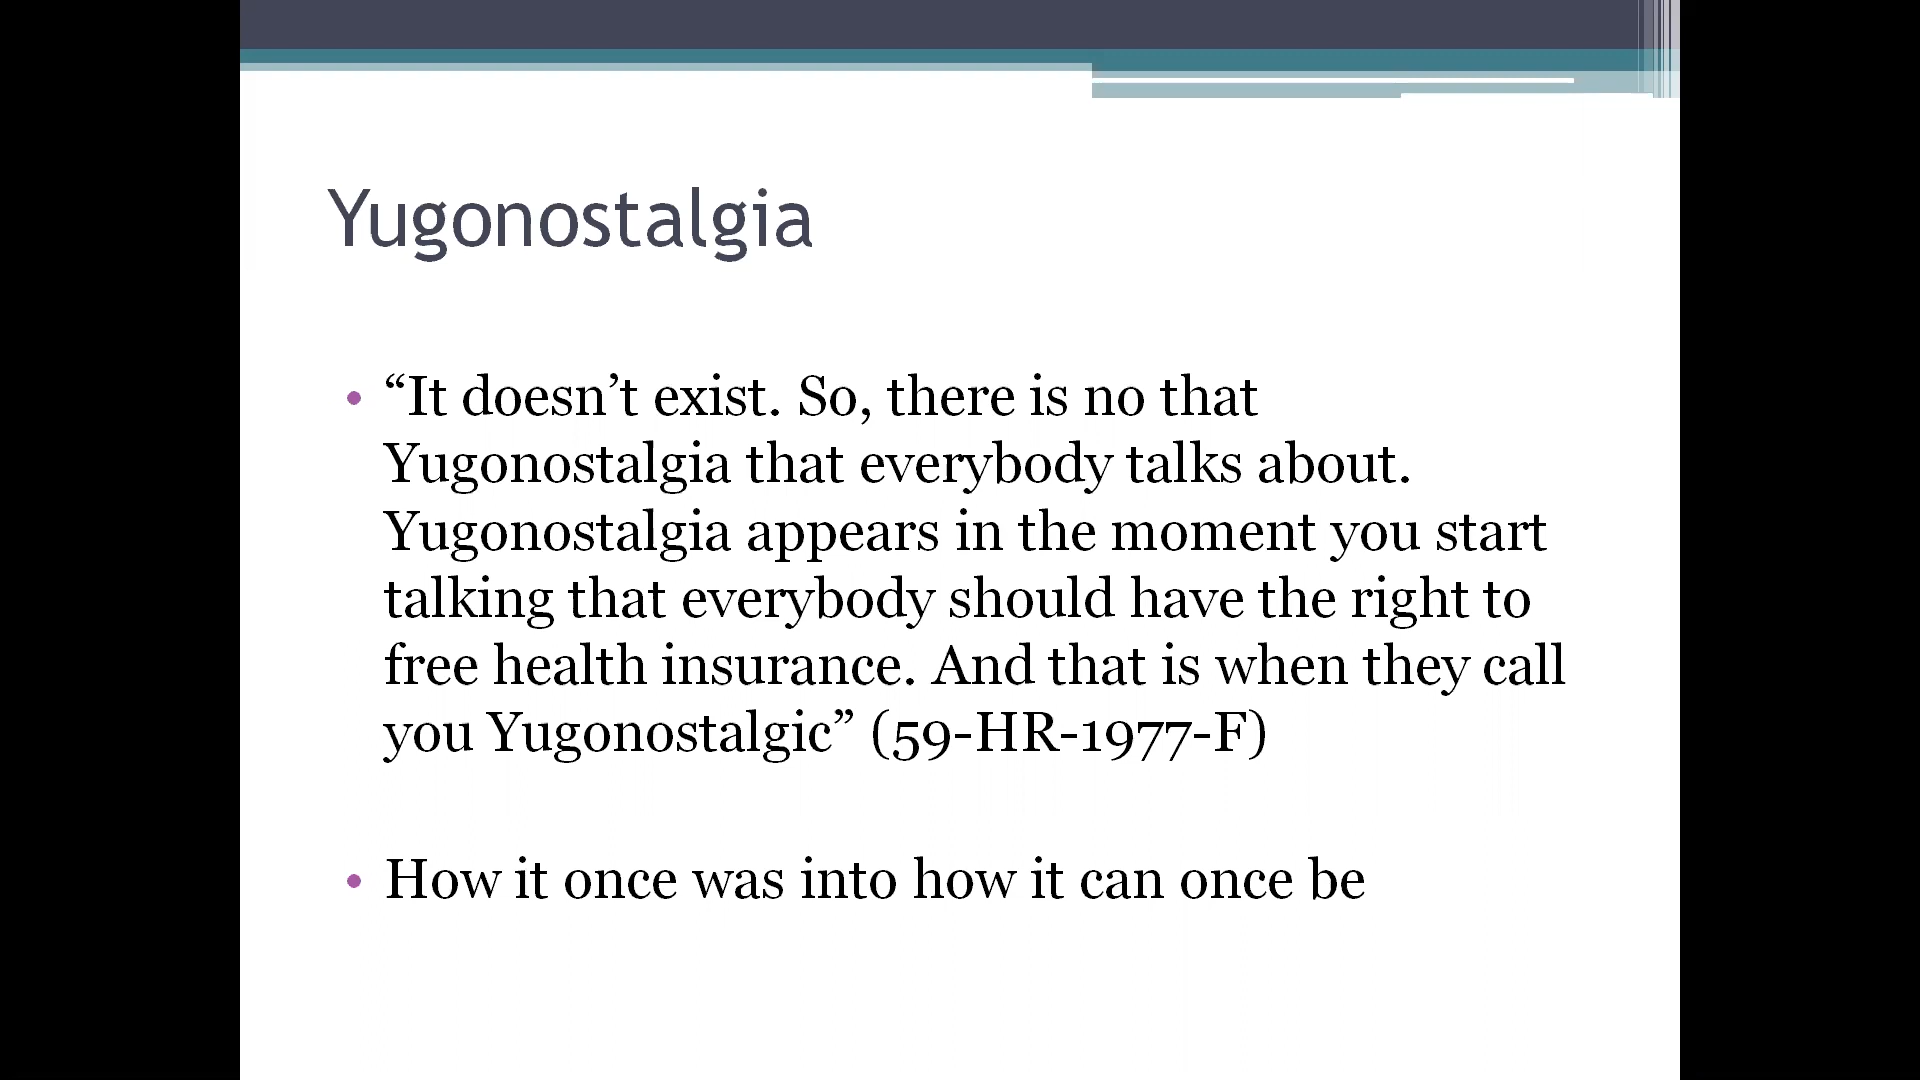 Yugonostalgia
• “It doesn’t exist. So, there is no that
Yugonostalgia that everybody talks about.
Yugonostalgia appears in the moment you start
talking that everybody should have the right to
free health insurance. And that is when they call
you Yugonostalgic” (59-HR-1977-F)
• How it once was into how it can once be